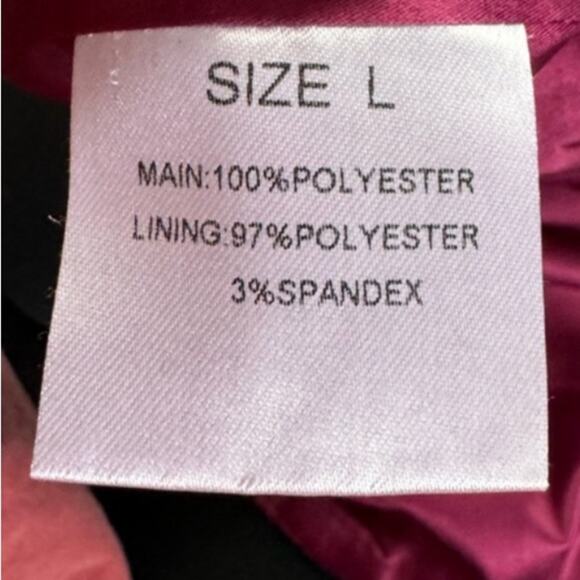 SIZE L
MAIN:100%POLYESTER
LINING:97%POLYESTER
3%SPANDEX